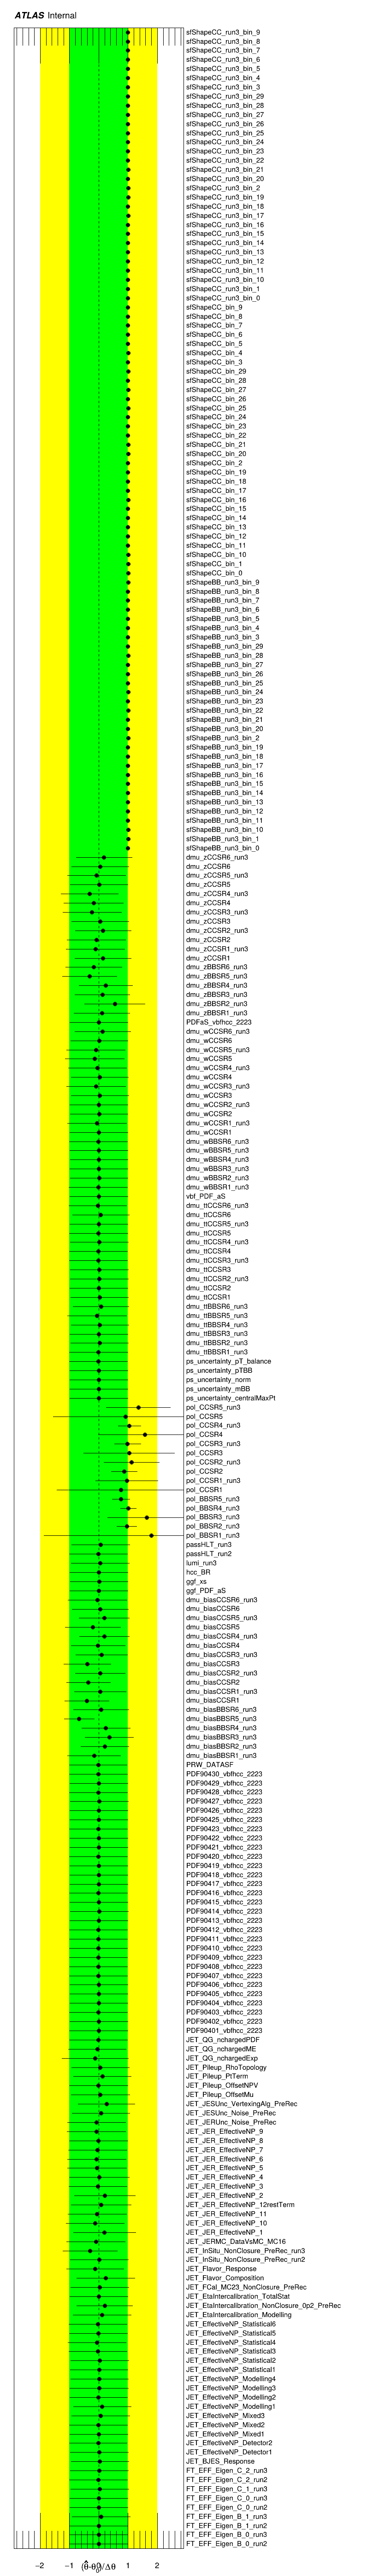 ATLAS Internal
sfShapeCC_run3_bin_9
sfShapeCC_run3_bin_8
sfShapeCC_run3_bin_7
sfShapeCC_run3_bin_6
sfShapeCC_run3_bin_5
sfShapeCC_run3_bin_4
sfShapeCC_run3_bin_3
sfShapeCC_run3_bin_29
sfShapeCC_run3_bin_28
sfShapeCC_run3_bin_27
sfShapeCC_run3_bin_26
sfShapeCC_run3_bin_25
sfShapeCC_run3_bin_24
sfShapeCC_run3_bin_23
sfShapeCC_run3_bin_22
sfShapeCC_run3_bin_21
sfShapeCC_run3_bin_20
sfShapeCC_run3_bin_2
sfShapeCC_run3_bin_19
sfShapeCC_run3_bin_18
sfShapeCC_run3_bin_17
sfShapeCC_run3_bin_16
sfShapeCC_run3_bin_15
sfShapeCC_run3_bin_14
sfShapeCC_run3_bin_13
sfShapeCC_run3_bin_12
sfShapeCC_run3_bin_11
sfShapeCC_run3_bin_10
sfShapeCC_run3_bin_1
sfShapeCC_run3_bin_0
sfShapeCC_bin_9
sfShapeCC_bin_8
sfShapeCC_bin_7
sfShapeCC_bin_6
sfShapeCC_bin_5
sfShapeCC_bin_4
sfShapeCC_bin_3
sfShapeCC_bin_29
sfShapeCC_bin_28
sfShapeCC_bin_27
sfShapeCC_bin_26
sfShapeCC_bin_25
sfShapeCC_bin_24
sfShapeCC_bin_23
sfShapeCC_bin_22
sfShapeCC_bin_21
sfShapeCC_bin_20
sfShapeCC_bin_2
sfShapeCC_bin_19
sfShapeCC_bin_18
sfShapeCC_bin_17
sfShapeCC_bin_16
sfShapeCC_bin_15
sfShapeCC_bin_14
sfShapeCC_bin_13
sfShapeCC_bin_12
sfShapeCC_bin_11
sfShapeCC_bin_10
sfShapeCC_bin_1
sfShapeCC_bin_0
sfShapeBB_run3_bin_9
sfShapeBB_run3_bin_8
sfShapeBB_run3_bin_7
sfShapeBB_run3_bin_6
sfShapeBB_run3_bin_5
sfShapeBB_run3_bin_4
sfShapeBB_run3_bin_3
sfShapeBB_run3_bin_29
sfShapeBB_run3_bin_28
sfShapeBB_run3_bin_27
sfShapeBB_run3_bin_26
sfShapeBB_run3_bin_25
sfShapeBB_run3_bin_24
sfShapeBB_run3_bin_23
sfShapeBB_run3_bin_22
sfShapeBB_run3_bin_21
sfShapeBB_run3_bin_20
sfShapeBB_run3_bin_2
sfShapeBB_run3_bin_19
sfShapeBB_run3_bin_18
sfShapeBB_run3_bin_17
sfShapeBB_run3_bin_16
sfShapeBB_run3_bin_15
sfShapeBB_run3_bin_14
sfShapeBB_run3_bin_13
sfShapeBB_run3_bin_12
sfShapeBB_run3_bin_11
sfShapeBB_run3_bin_10
sfShapeBB_run3_bin_1
sfShapeBB_run3_bin_0
dmu_zCCSR6_run3
dmu_zCCSR6
dmu_zCCSR5_run3
dmu_zCCSR5
dmu_zCCSR4_run3
dmu_zCCSR4
dmu_zCCSR3_run3
dmu_zCCSR3
dmu_zCCSR2_run3
dmu_zCCSR2
dmu_zCCSR1_run3
dmu_zCCSR1
dmu_zBBSR6_run3
dmu_zBBSR5_run3
dmu_zBBSR4_run3
dmu_zBBSR3_run3
dmu_zBBSR2_run3
dmu_zBBSR1_run3
PDFaS_vbfhcc_2223
dmu_wCCSR6_run3
dmu_wCCSR6
dmu_wCCSR5_run3
dmu_wCCSR5
dmu_wCCSR4_run3
dmu_wCCSR4
dmu_wCCSR3_run3
dmu_wCCSR3
dmu_wCCSR2_run3
dmu_wCCSR2
dmu_wCCSR1_run3
dmu_wCCSR1
dmu_wBBSR6_run3
dmu_wBBSR5_run3
dmu_wBBSR4_run3
dmu_wBBSR3_run3
dmu_wBBSR2_run3
dmu_wBBSR1_run3
vbf_PDF_aS
dmu_ttCCSR6_run3
dmu_ttCCSR6
dmu_ttCCSR5_run3
dmu_ttCCSR5
dmu_ttCCSR4_run3
dmu_ttCCSR4
dmu_ttCCSR3_run3
dmu_ttCCSR3
dmu_ttCCSR2_run3
dmu_ttCCSR2
dmu_ttCCSR1
dmu_ttBBSR6_run3
dmu_ttBBSR5_run3
dmu_ttBBSR4_run3
dmu_ttBBSR3_run3
dmu_ttBBSR2_run3
dmu_ttBBSR1_run3
ps_uncertainty_pT_balance
ps_uncertainty_pTBB
ps_uncertainty_norm
ps_uncertainty_mBB
ps_uncertainty_centralMaxPt
pol_CCSR5_run3
pol_CCSR5
pol_CCSR4_run3
pol_CCSR4
pol_CCSR3_run3
pol_CCSR3
pol_CCSR2_run3
pol_CCSR2
pol_CCSR1_run3
pol_CCSR1
pol_BBSR5_run3
pol_BBSR4_run3
pol_BBSR3_run3
pol_BBSR2_run3
pol_BBSR1_run3
passHLT_run3
passHLT_run2
lumi_run3
hcc_BR
ggf_xs
ggf_PDF_aS
dmu_biasCCSR6_run3
dmu_biasCCSR6
dmu_biasCCSR5_run3
dmu_biasCCSR5
dmu_biasCCSR4_run3
dmu_biasCCSR4
dmu_biasCCSR3_run3
dmu_biasCCSR3
dmu_biasCCSR2_run3
dmu_biasCCSR2
dmu_biasCCSR1_run3
dmu_biasCCSR1
dmu_biasBBSR6_run3
dmu_biasBBSR5_run3
dmu_biasBBSR4_run3
dmu_biasBBSR3_run3
dmu_biasBBSR2_run3
dmu_biasBBSR1_run3
PRW_DATASF
PDF90430_vbfhcc_2223
PDF90429_vbfhcc_2223
PDF90428_vbfhcc_2223
PDF90427_vbfhcc_2223
PDF90426_vbfhcc_2223
PDF90425_vbfhcc_2223
PDF90423_vbfhcc_2223
PDF90422_vbfhcc_2223
PDF90421_vbfhcc_2223
PDF90420_vbfhcc_2223
PDF90419_vbfhcc_2223
PDF90418_vbfhcc_2223
PDF90417_vbfhcc_2223
PDF90416_vbfhcc_2223
PDF90415_vbfhcc_2223
PDF90414_vbfhcc_2223
PDF90413_vbfhcc_2223
PDF90412_vbfhcc_2223
PDF90411_vbfhcc_2223
PDF90410_vbfhcc_2223
PDF90409_vbfhcc_2223
PDF90408_vbfhcc_2223
PDF90407_vbfhcc_2223
PDF90406_vbfhcc_2223
PDF90405_vbfhcc_2223
PDF90404_vbfhcc_2223
PDF90403_vbfhcc_2223
PDF90402_vbfhcc_2223
PDF90401_vbfhcc_2223
JET_QG_nchargedPDF
JET_QG_nchargedME
JET_QG_nchargedExp
JET_Pileup_RhoTopology
JET_Pileup_PtTerm
JET_Pileup_OffsetNPV
JET_Pileup_OffsetMu
JET_JESUnc_VertexingAlg_PreRec
JET_JESUnc_Noise_PreRec
JET_JERUnc_Noise_PreRec
JET_JER_EffectiveNP_9
JET_JER_EffectiveNP_8
JET_JER_EffectiveNP_7
JET_JER_EffectiveNP_6
JET_JER_EffectiveNP_5
JET_JER_EffectiveNP_4
JET_JER_EffectiveNP_3
JET_JER_EffectiveNP_2
JET_JER_EffectiveNP_12restTerm
JET_JER_EffectiveNP_11
JET_JER_EffectiveNP_10
JET_JER_EffectiveNP_1
JET_JERMC_DataVsMC_MC16
JET_InSitu_NonClosure_PreRec_run3
JET_InSitu_NonClosure_PreRec_run2
JET_Flavor_Response
JET_Flavor_Composition
JET_FCal_MC23_NonClosure_PreRec
JET_EtaIntercalibration_TotalStat
JET_EtaIntercalibration_NonClosure_0p2_PreRec
JET_EtaIntercalibration_Modelling
JET_EffectiveNP_Statistical6
JET_EffectiveNP_Statistical5
JET_EffectiveNP_Statistical4
JET_EffectiveNP_Statistical3
JET_EffectiveNP_Statistical2
JET_EffectiveNP_Statistical1
JET_EffectiveNP_Modelling4
JET_EffectiveNP_Modelling3
JET_EffectiveNP_Modelling2
JET_EffectiveNP_Modelling1
JET_EffectiveNP_Mixed3
JET_EffectiveNP_Mixed2
JET_EffectiveNP_Mixed1
JET_EffectiveNP_Detector2
JET_EffectiveNP_Detector1
JET_BJES_Response
FT_EFF_Eigen_C_2_run3
FT_EFF_Eigen_C_2_run2
FT_EFF_Eigen_C_1_run3
FT_EFF_Eigen_C_0_run3
FT_EFF_Eigen_C_0_run2
FT_EFF_Eigen_B_1_run3
FT_EFF_Eigen_B_1_run2
FT_EFF_Eigen_B_0_run3
FT_EFF_Eigen_B_0_run2
−2 −1 0 1 2
(θ̂-θ₀)/Δθ